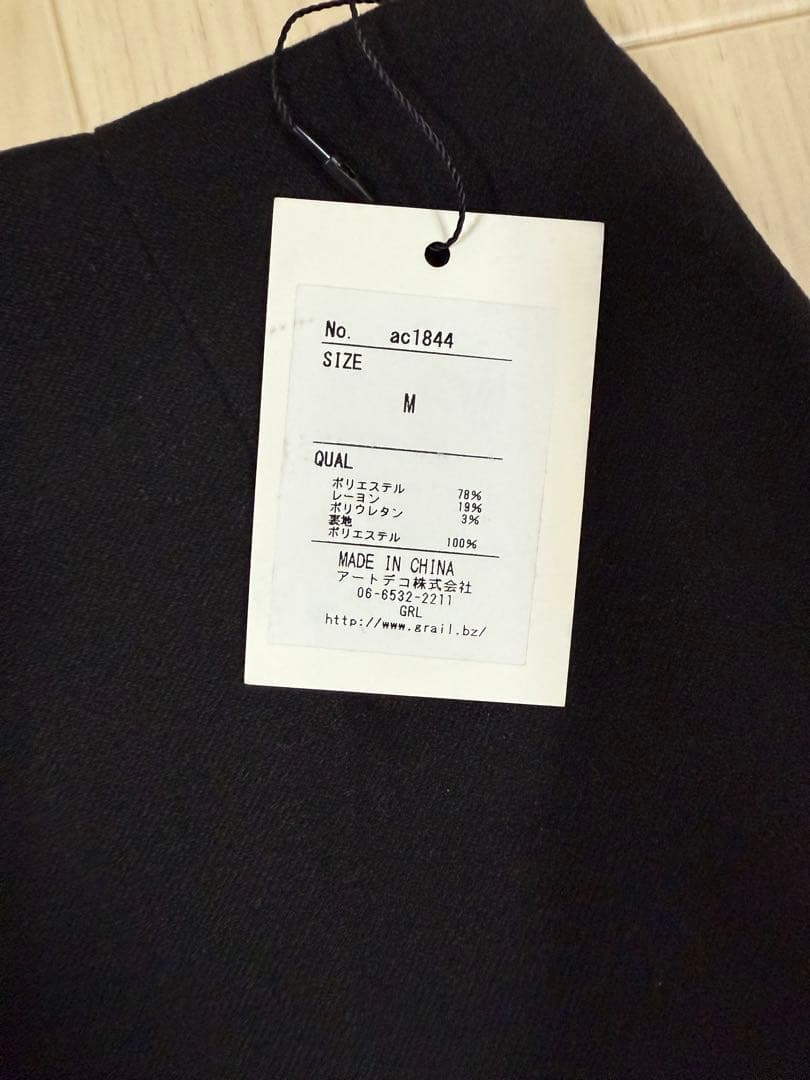 No. ac1844
SIZE
M
QUAL
ポリエステル 78%
レーヨン 19%
ポリウレタン 3%
裏地
ポリエステル 100%
MADE IN CHINA
アートデコ株式会社
06-6532-2211
GRL
http://www.grail.bz/